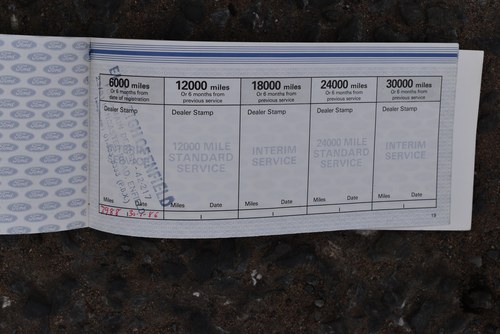 6000 miles
Or 6 months from
date of registration
Dealer Stamp
INTERIM
SERVICE
Miles Date
12000 miles
Or 6 months from
previous service
Dealer Stamp
12000 MILE
STANDARD
SERVICE
Miles Date
18000 miles
Or 6 months from
previous service
Dealer Stamp
INTERIM
SERVICE
Miles Date
24000 miles
Or 6 months from
previous service
Dealer Stamp
24000 MILE
STANDARD
SERVICE
Miles Date
30000 miles
Or 6 months from
previous service
Dealer Stamp
INTERIM
SERVICE
Miles Date